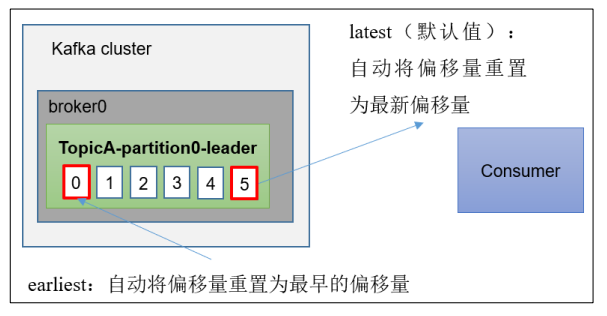 Kafka cluster
broker0
TopicA-partition0-leader
0 1 2 3 4 5
latest（默认值）：
自动将偏移量重置
为最新偏移量
Consumer
earliest：自动将偏移量重置为最早的偏移量